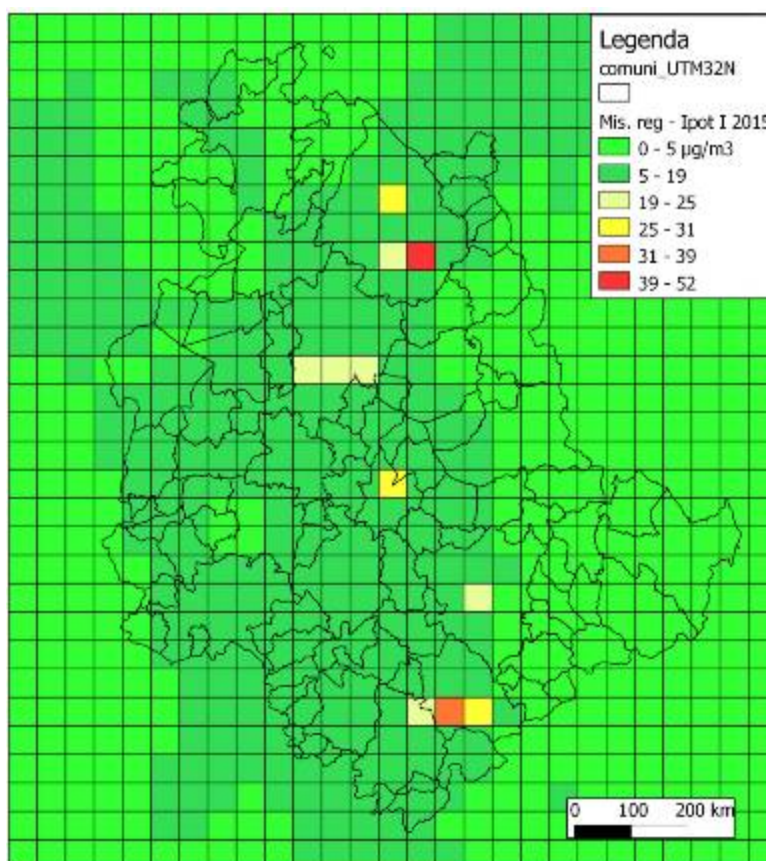 Legenda
comuni_UTM32N
Mis. reg - Ipot I 2015
0 - 5 µg/m3
5 - 19
19 - 25
25 - 31
31 - 39
39 - 52
0 100 200 km